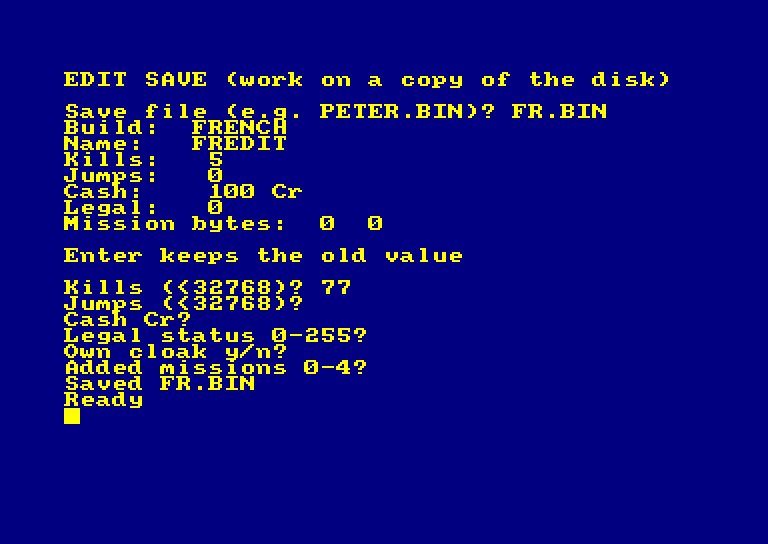 EDIT SAVE (work on a copy of the disk)
Save file (e.g. PETER.BIN)? FR.BIN
Build:  FRENCH
Name:   FREDIT
Kills:   5
Jumps:   0
Cash:    100 Cr
Legal:   0
Mission bytes:  0  0
Enter keeps the old value
Kills (<32768)? 77
Jumps (<32768)?
Cash Cr?
Legal status 0-255?
Own cloak y/n?
Added missions 0-4?
Saved FR.BIN
Ready